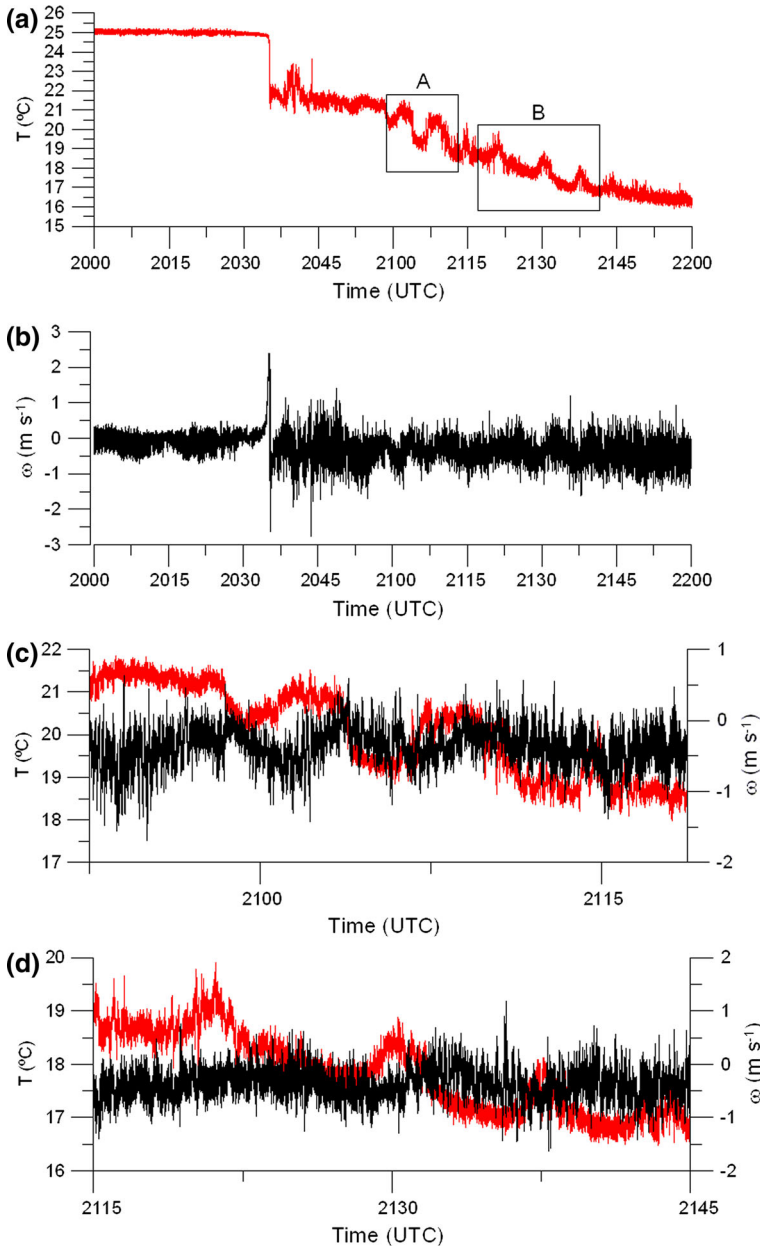 (a)
26
25
24
23
22
21
20
19
18
17
16
15
T (ºC)
A
B
2000 2015 2030 2045 2100 2115 2130 2145 2200
Time (UTC)
(b)
3
2
1
0
-1
-2
-3
ω (m s⁻¹)
2000 2015 2030 2045 2100 2115 2130 2145 2200
Time (UTC)
(c)
22
21
20
19
18
17
T (ºC)
1
0
-1
-2
ω (m s⁻¹)
2100 2115
Time (UTC)
(d)
20
19
18
17
16
T (ºC)
2
1
0
-1
-2
ω (m s⁻¹)
2115 2130 2145
Time (UTC)